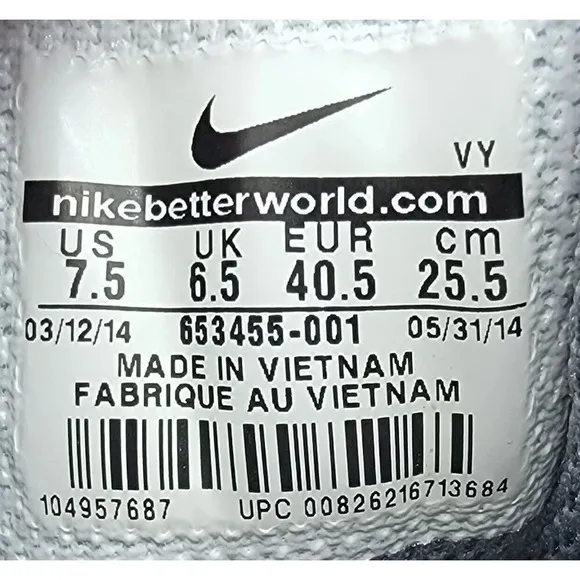 VY
nikebetterworld.com
US UK EUR cm
7.5 6.5 40.5 25.5
03/12/14 653455-001 05/31/14
MADE IN VIETNAM
FABRIQUE AU VIETNAM
104957687 UPC 00826216713684